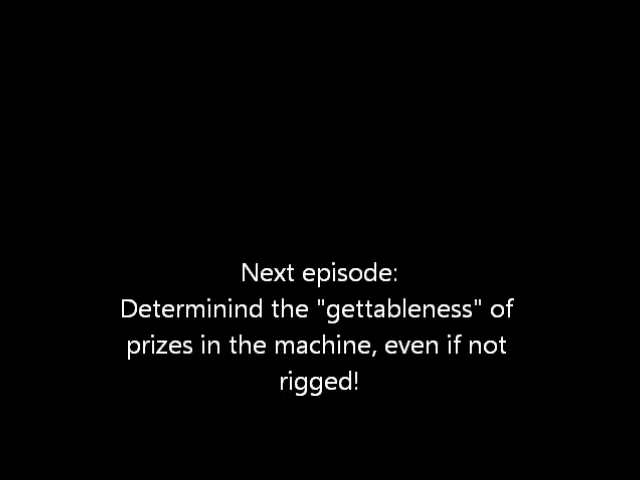 Next episode:
Determinind the "gettableness" of
prizes in the machine, even if not
rigged!